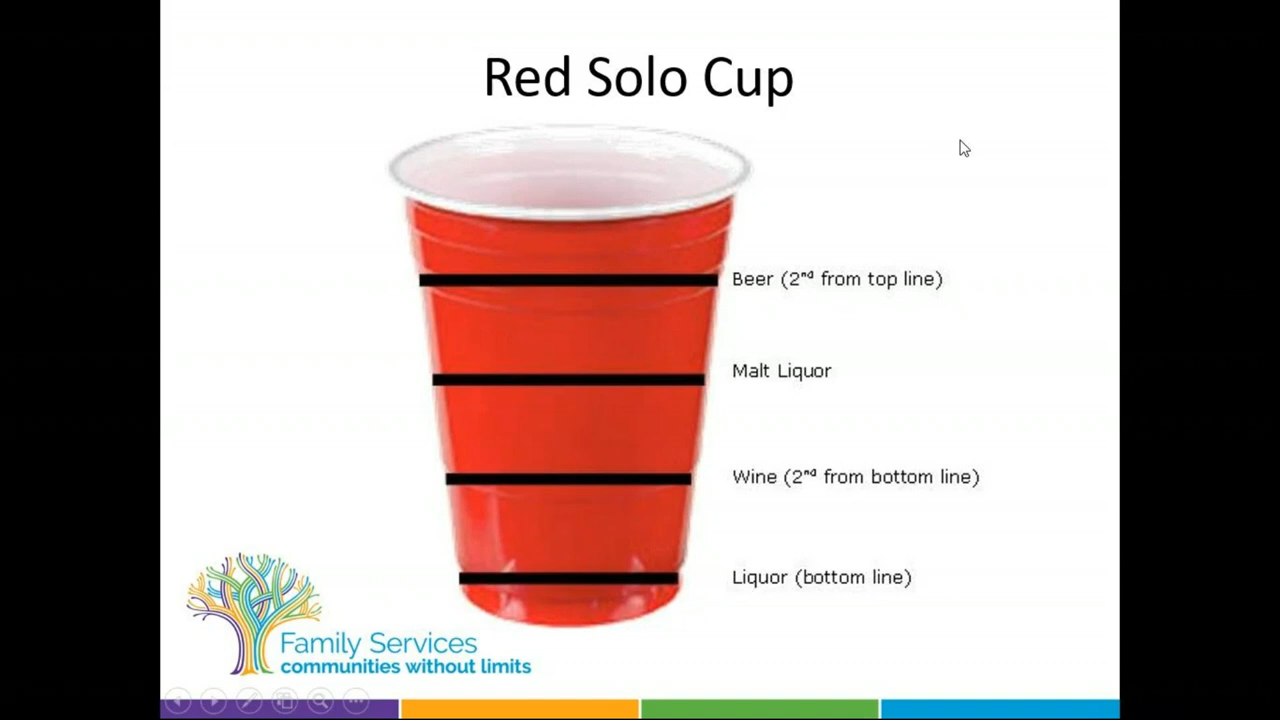 Red Solo Cup
Beer (2nd from top line)
Malt Liquor
Wine (2nd from bottom line)
Liquor (bottom line)
Family Services
communities without limits